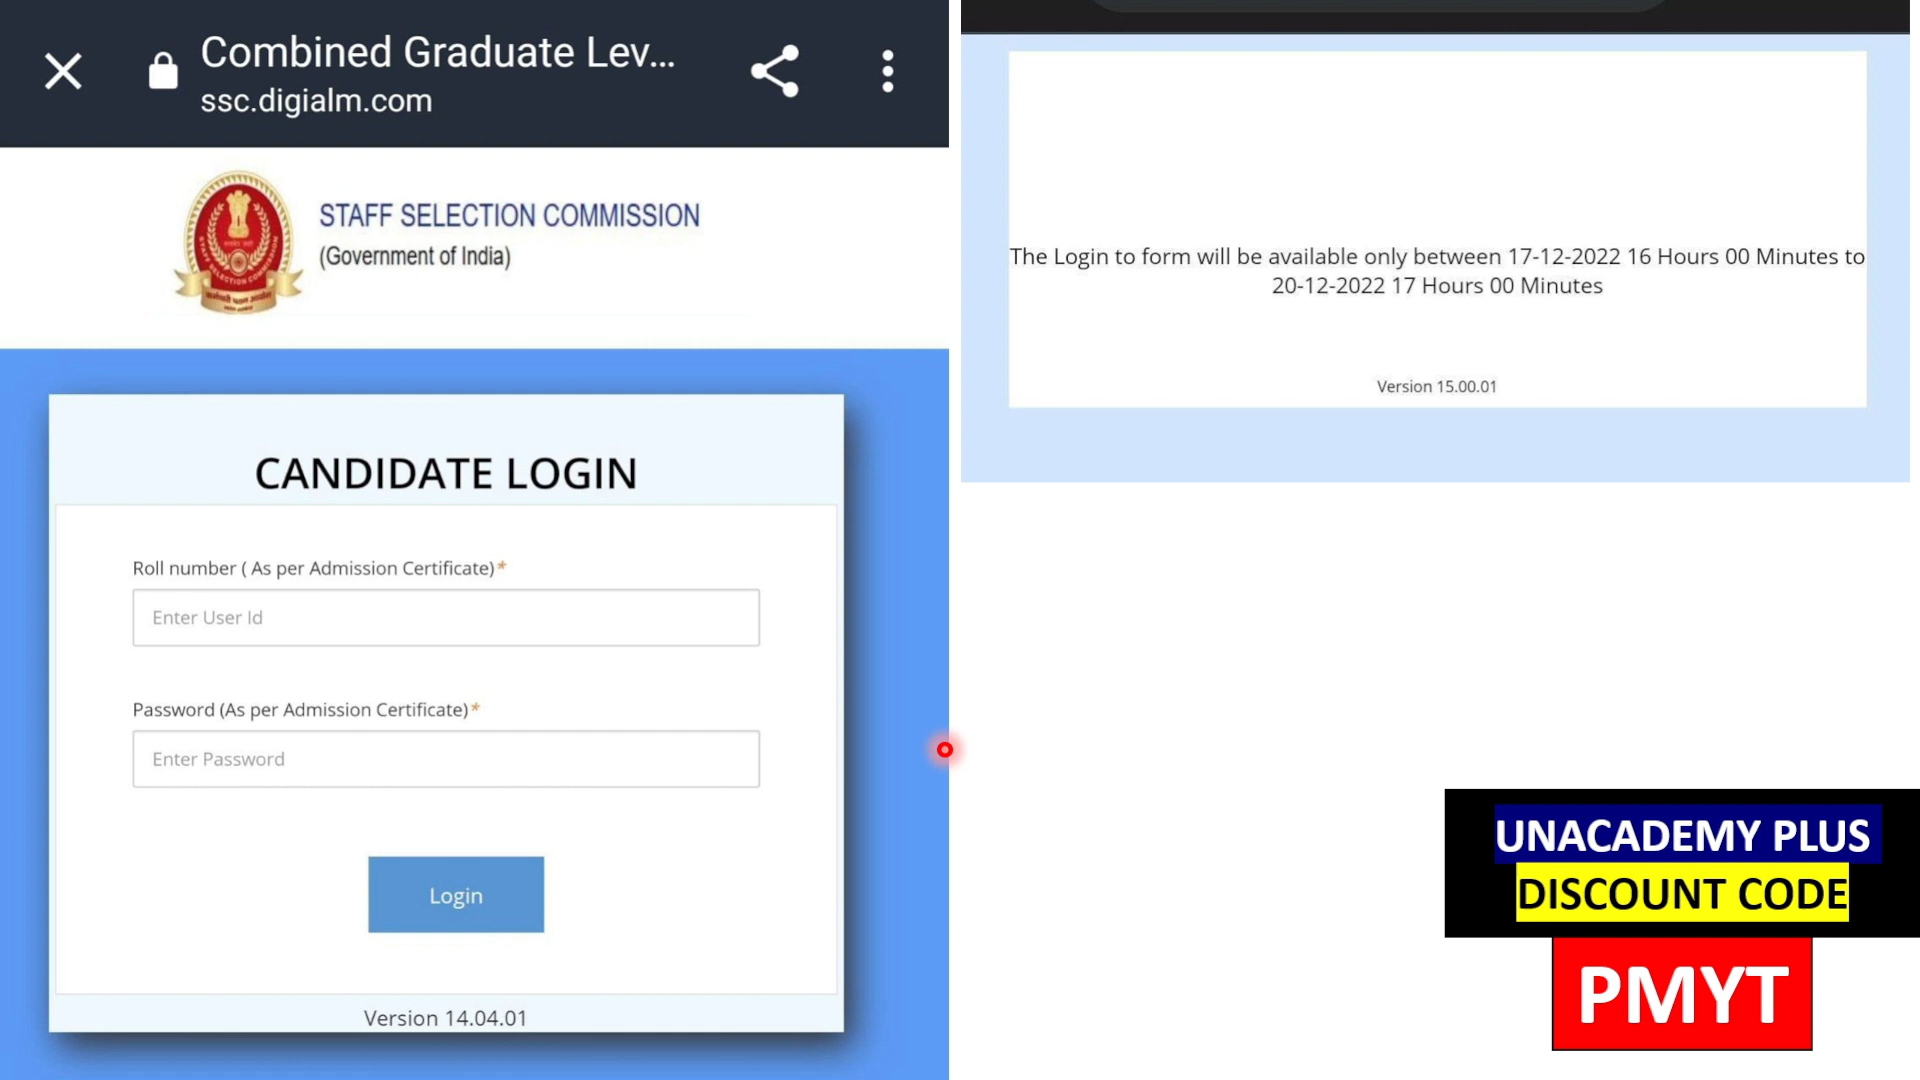 Combined Graduate Lev...
ssc.digialm.com
STAFF SELECTION COMMISSION
(Government of India)
CANDIDATE LOGIN
Roll number ( As per Admission Certificate)*
Enter User Id
Password (As per Admission Certificate)*
Enter Password
Login
Version 14.04.01
The Login to form will be available only between 17-12-2022 16 Hours 00 Minutes to
20-12-2022 17 Hours 00 Minutes
Version 15.00.01
UNACADEMY PLUS
DISCOUNT CODE
PMYT